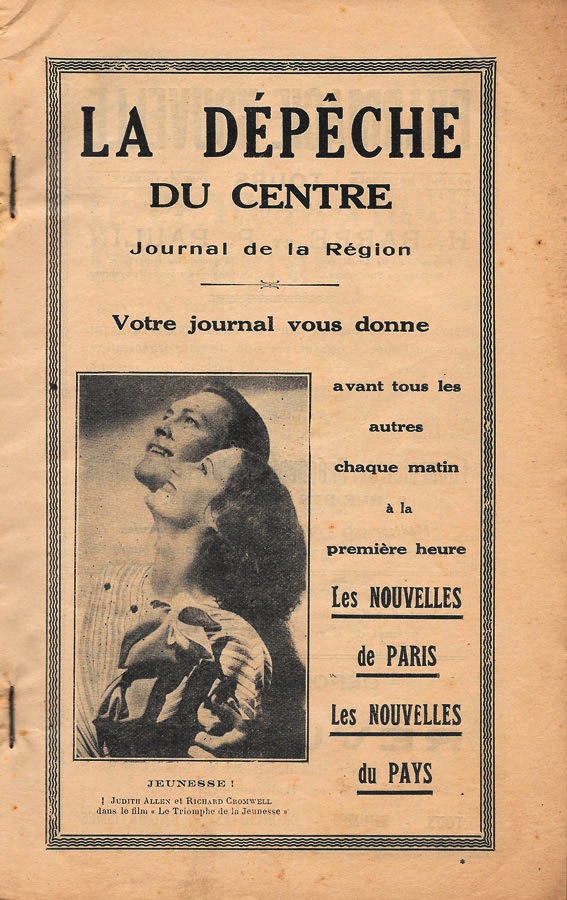 LA DÉPÊCHE
DU CENTRE
Journal de la Région
Votre journal vous donne
avant tous les
autres
chaque matin
à la
première heure
Les NOUVELLES
de PARIS
Les NOUVELLES
du PAYS
JEUNESSE !
! JUDITH ALLEN et RICHARD CROMWELL
dans le film « Le Triomphe de la Jeunesse »